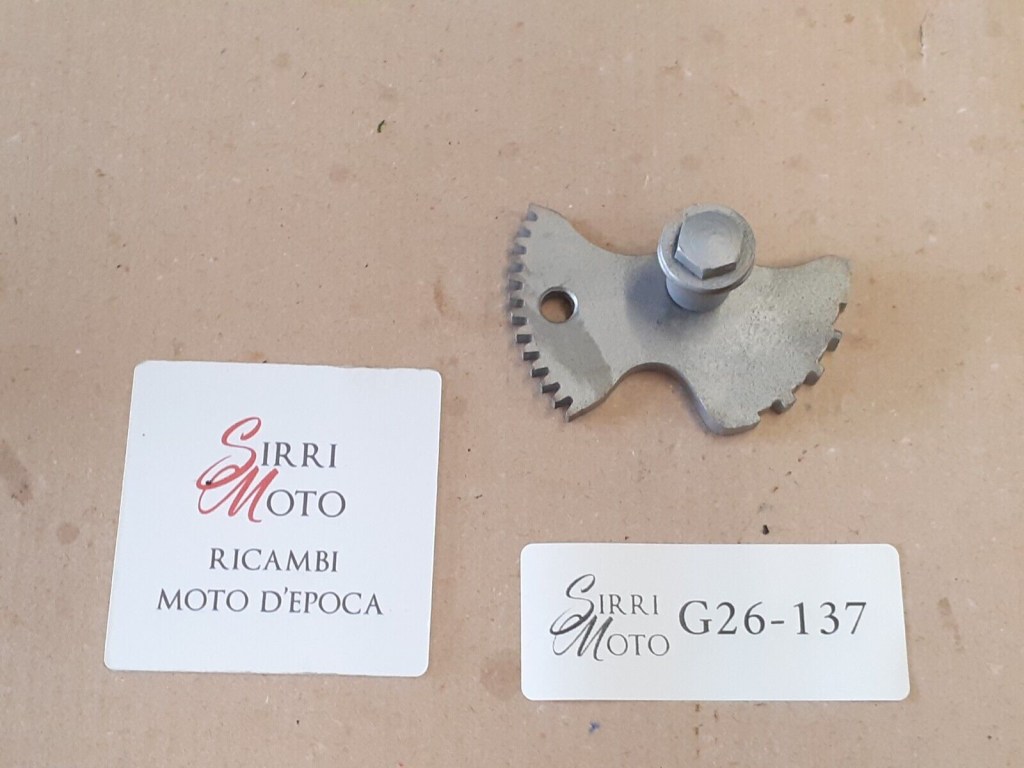 SIRRI
MOTO
RICAMBI
MOTO D'EPOCA
SIRRI
MOTO
G26-137